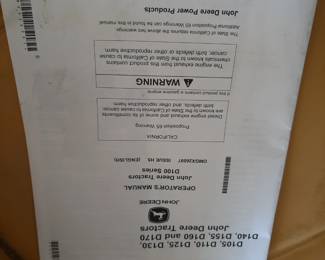 D105, D110, D125, D130,
D140, D155, D160 and D170
John Deere Tractors
JOHN DEERE
OPERATOR'S MANUAL
John Deere Tractors
D100 Series
(ENGLISH)
CALIFORNIA
Proposition 65 Warning
Diesel engine exhaust and some of its constituents
are known to the State of California to cause cancer,
birth defects, and other reproductive harm.
If this product contains a gasoline engine:
WARNING
The engine exhaust from this product contains
chemicals known to the State of California to cause
cancer, birth defects or other reproductive harm.
The State of California requires the above two warnings.
Additional Proposition 65 Warnings can be found in this manual.
John Deere Power Products